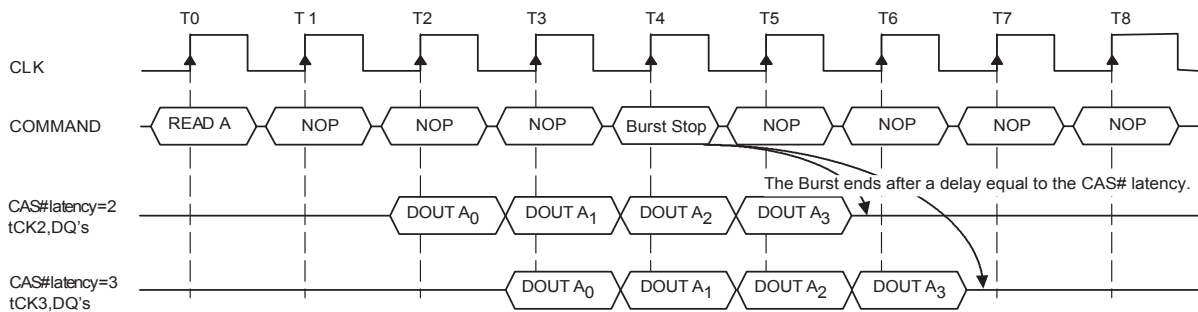 T0 T 1 T2 T3 T4 T5 T6 T7 T8
CLK
COMMAND READ A NOP NOP NOP Burst Stop NOP NOP NOP NOP
The Burst ends after a delay equal to the CAS# latency.
CAS#latency=2
tCK2,DQ's DOUT A0 DOUT A1 DOUT A2 DOUT A3
CAS#latency=3
tCK3,DQ's DOUT A0 DOUT A1 DOUT A2 DOUT A3